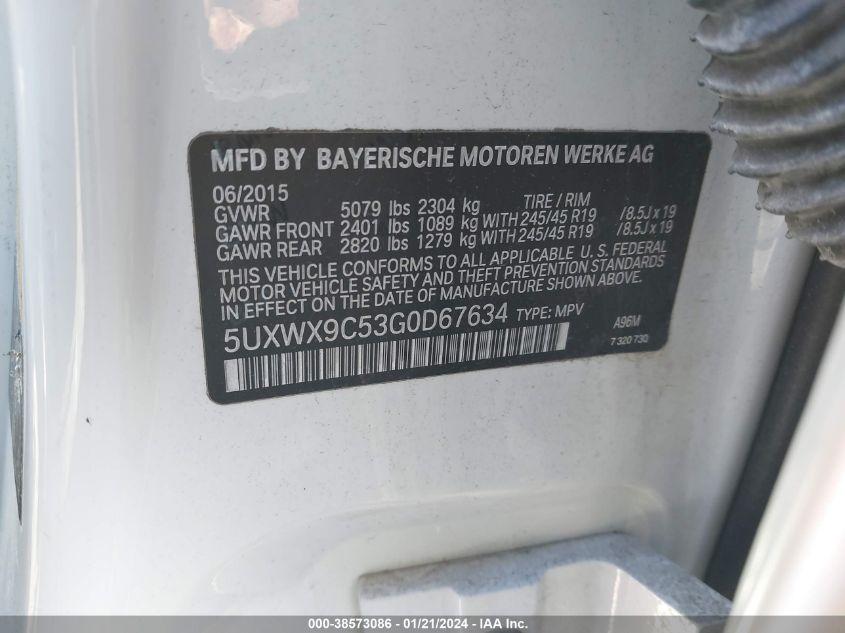 MFD BY BAYERISCHE MOTOREN WERKE AG
06/2015 TIRE / RIM
GVWR 5079 lbs 2304 kg
GAWR FRONT 2401 lbs 1089 kg WITH 245/45 R19 /8.5J x 19
GAWR REAR 2820 lbs 1279 kg WITH 245/45 R19 /8.5J x 19
THIS VEHICLE CONFORMS TO ALL APPLICABLE U. S. FEDERAL
MOTOR VEHICLE SAFETY AND THEFT PREVENTION STANDARDS
IN EFFECT ON THE DATE OF MANUFACTURE SHOWN ABOVE.
5UXWX9C53G0D67634 TYPE: MPV A96M
7 320 730
000-38573086 - 01/21/2024 - IAA Inc.